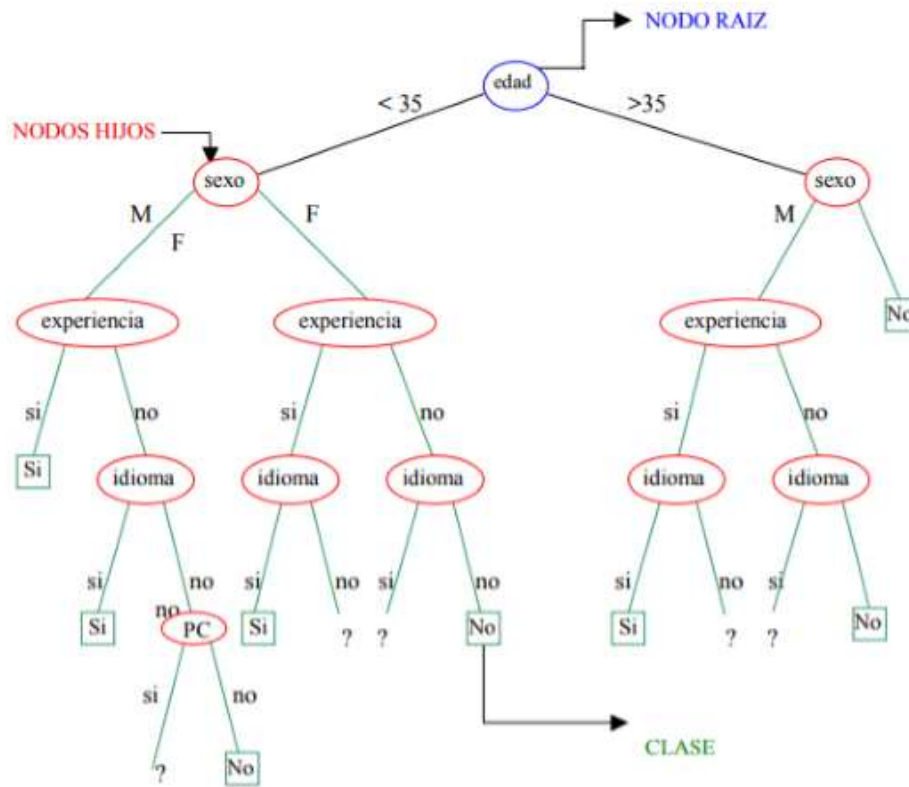 NODO RAIZ
edad
< 35
>35
NODOS HIJOS
sexo
sexo
M
F
F
M
experiencia
experiencia
experiencia
No
si
no
si
no
si
no
Si
idioma
idioma
idioma
idioma
idioma
si
no
si
no
si
no
si
no
si
no
Si
PC
Si
?
?
No
Si
?
?
No
si
no
?
No
CLASE